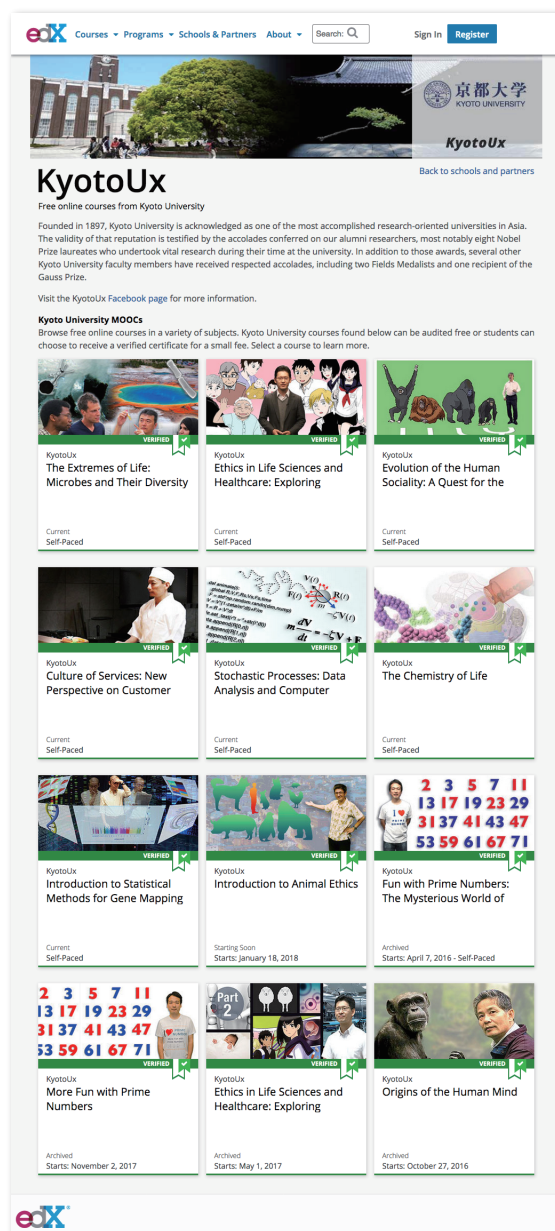 edX Courses Programs Schools & Partners About Search: Sign In Register
京都大学
KYOTO UNIVERSITY
KyotoUx
Back to schools and partners
KyotoUx
Free online courses from Kyoto University
Founded in 1897, Kyoto University is acknowledged as one of the most accomplished research-oriented universities in Asia.
The validity of that reputation is testified by the accolades conferred on our alumni researchers, most notably eight Nobel
Prize laureates who undertook vital research during their time at the university. In addition to those awards, several other
Kyoto University faculty members have received respected accolades, including two Fields Medalists and one recipient of the
Gauss Prize.
Visit the KyotoUx Facebook page for more information.
Kyoto University MOOCs
Browse free online courses in a variety of subjects. Kyoto University courses found below can be audited free or students can
choose to receive a verified certificate for a small fee. Select a course to learn more.
VERIFIED
KyotoUx
The Extremes of Life:
Microbes and Their Diversity
Current
Self-Paced
VERIFIED
KyotoUx
Ethics in Life Sciences and
Healthcare: Exploring
Current
Self-Paced
VERIFIED
KyotoUx
Evolution of the Human
Sociality: A Quest for the
Current
Self-Paced
VERIFIED
KyotoUx
Culture of Services: New
Perspective on Customer
Current
Self-Paced
VERIFIED
KyotoUx
Stochastic Processes: Data
Analysis and Computer
Current
Self-Paced
VERIFIED
KyotoUx
The Chemistry of Life
Current
Self-Paced
VERIFIED
KyotoUx
Introduction to Statistical
Methods for Gene Mapping
Current
Self-Paced
VERIFIED
KyotoUx
Introduction to Animal Ethics
Starting Soon
Starts: January 18, 2018
2 3 5 7 11
13 17 19 23 29
31 37 41 43 47
53 59 61 67 71
VERIFIED
KyotoUx
Fun with Prime Numbers:
The Mysterious World of
Archived
Starts: April 7, 2016 - Self-Paced
2 3 5 7 11
13 17 19 23 29
31 37 41 43 47
53 59 61 67 71
VERIFIED
KyotoUx
More Fun with Prime
Numbers
Archived
Starts: November 2, 2017
Part
2
VERIFIED
KyotoUx
Ethics in Life Sciences and
Healthcare: Exploring
Archived
Starts: May 1, 2017
VERIFIED
KyotoUx
Origins of the Human Mind
Archived
Starts: October 27, 2016
edX